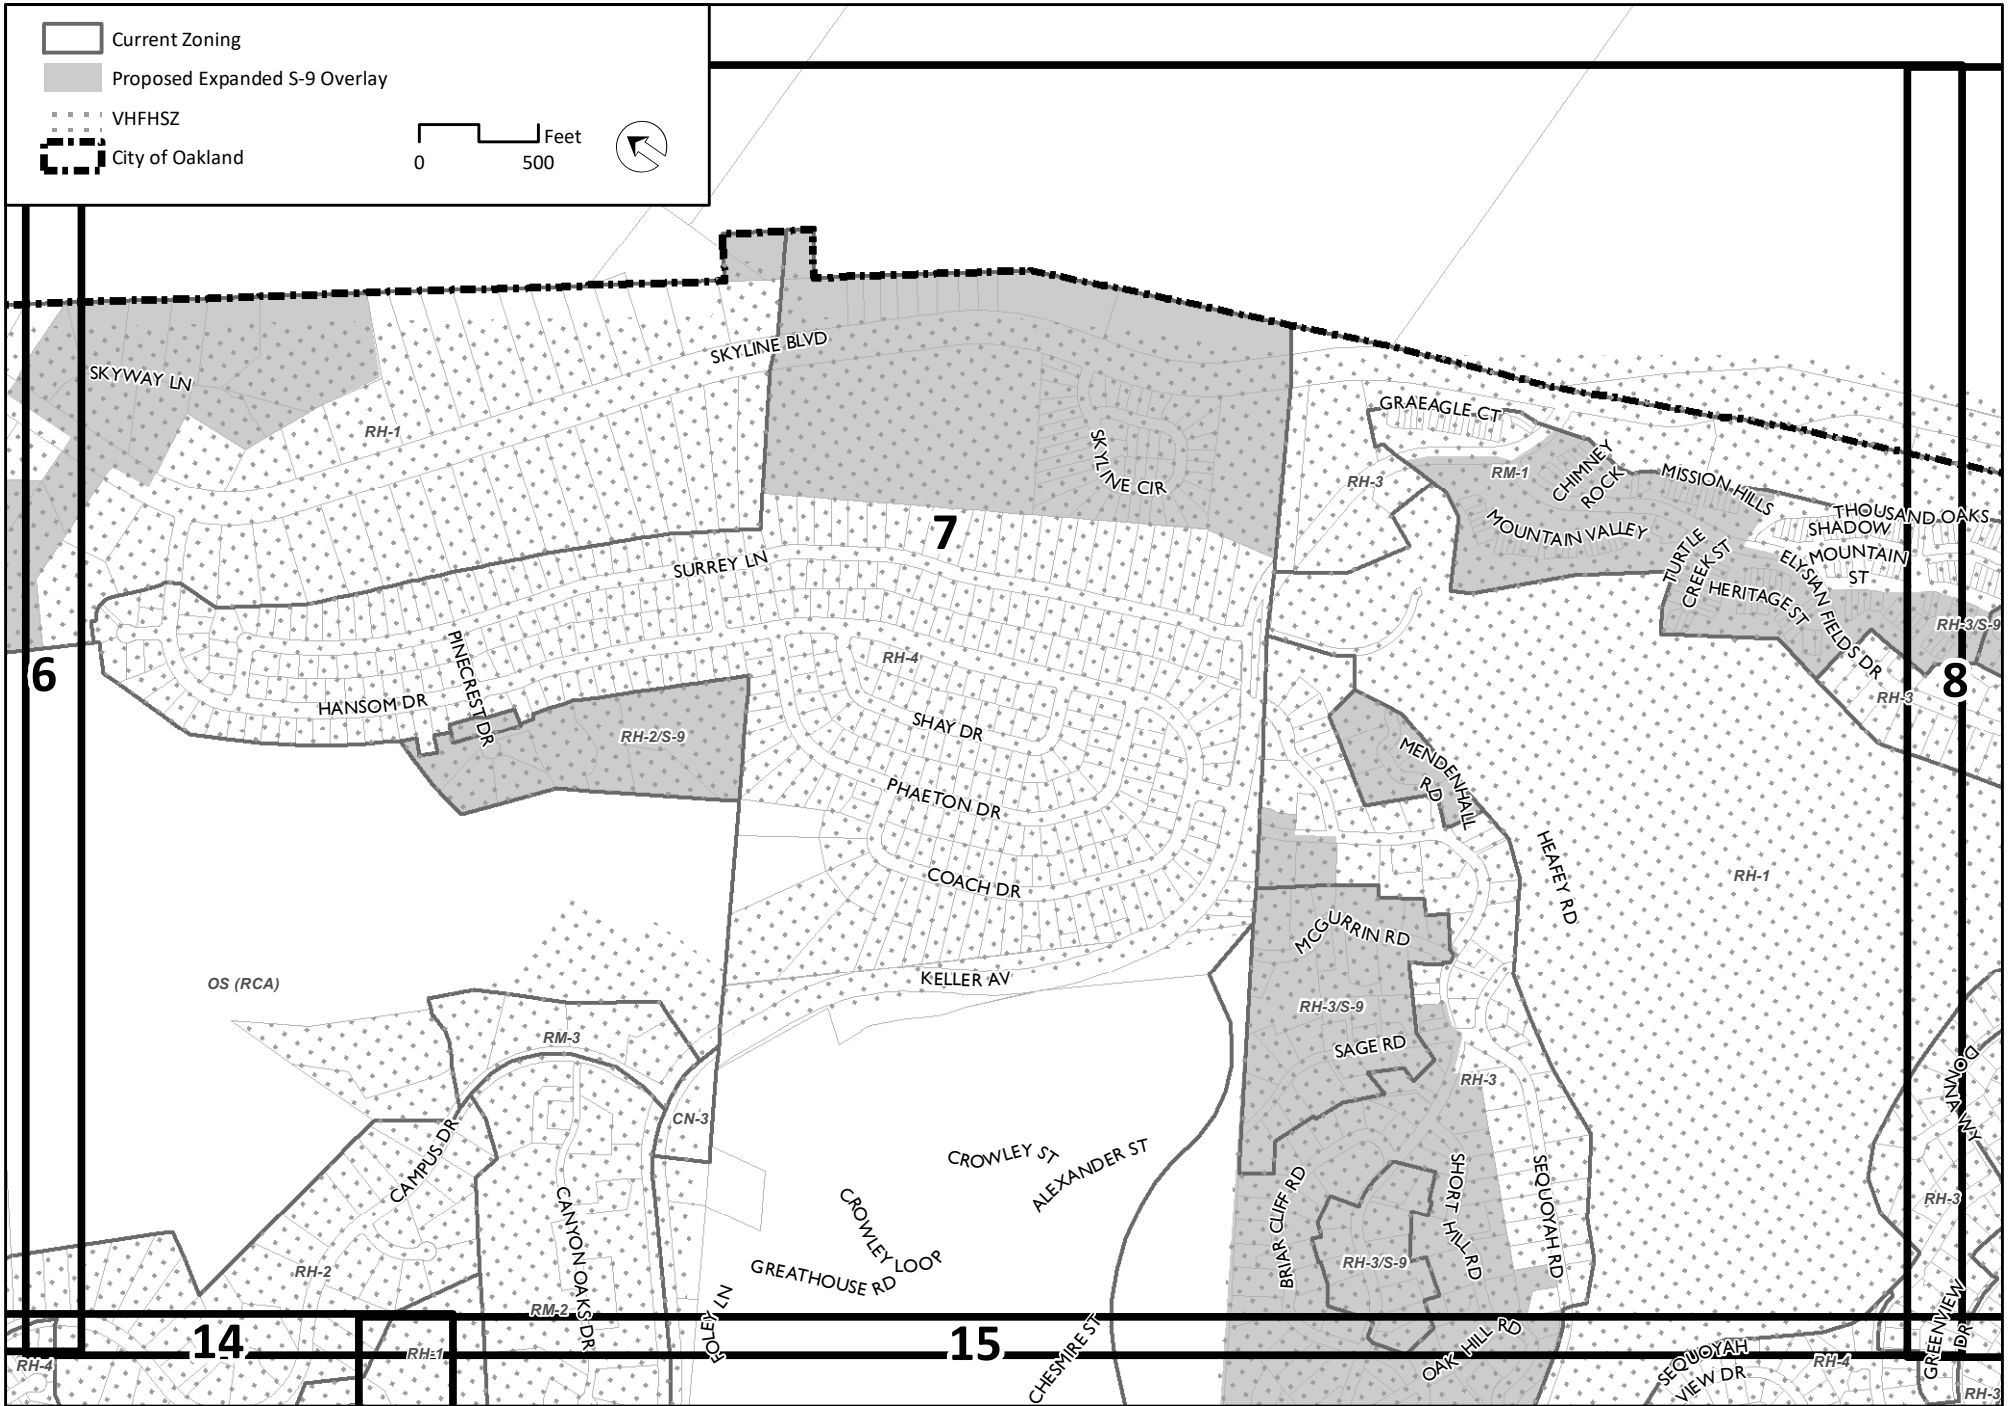 Current Zoning
Proposed Expanded S-9 Overlay
VHFHSZ
City of Oakland
Feet
0
500
SKYLINE BLVD
SKYWAY LN
RH-1
GRAEAGLE CT
SKYLINE CIR
RH-3
RM-1
CHIMNEY
ROCK
MISSION HILLS
7
MOUNTAIN VALLEY
THOUSAND OAKS
SHADOW
MOUNTAIN
ST
SURREY LN
TURTLE
CREEK ST
HERITAGE ST
ELYSIAN FIELDS DR
RH-3/S-9
6
PINECREST DR
RH-4
8
RH-3
HANSOM DR
SHAY DR
RH-2/S-9
MENDENHALL
RD
PHAETON DR
HEAFEY RD
COACH DR
RH-1
MCGURRIN RD
KELLER AV
OS (RCA)
RH-3/S-9
RM-3
SAGE RD
RH-3
DONNA WY
CN-3
CAMPUS DR
CROWLEY ST
ALEXANDER ST
CANYON OAKS DR
CROWLEY LOOP
BRIAR CLIFF RD
SHORT HILL RD
SEQUOYAH RD
RH-3
RH-3/S-9
RH-2
GREATHOUSE RD
RM-2
FOLEY LN
CHESMIRE ST
OAK HILL RD
GREENVIEW
DR
14
15
RH-4
RH-1
SEQUOYAH
VIEW DR
RH-4
RH-3